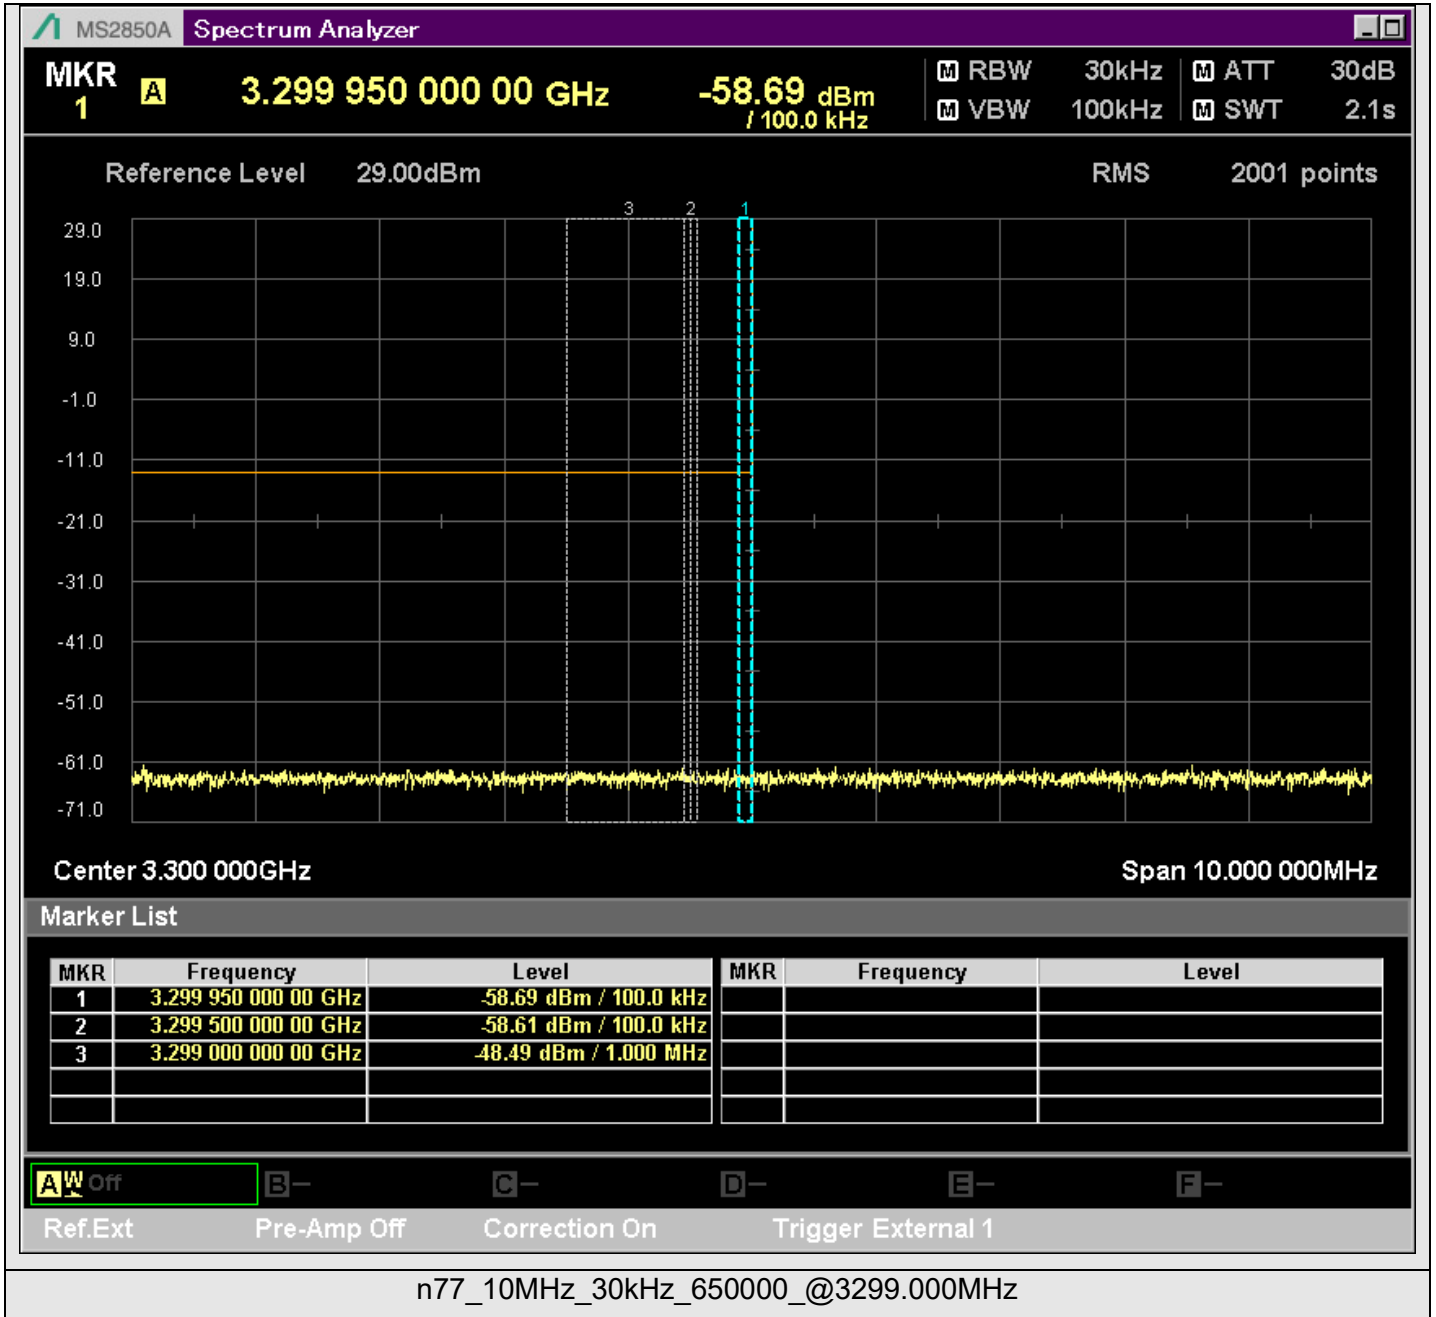 MS2850A Spectrum Analyzer
MKR 1 A 3.299 950 000 00 GHz -58.69 dBm / 100.0 kHz
M RBW 30kHz M ATT 30dB
M VBW 100kHz M SWT 2.1s
Reference Level 29.00dBm RMS 2001 points
3 2 1
29.0
19.0
9.0
-1.0
-11.0
-21.0
-31.0
-41.0
-51.0
-61.0
-71.0
Center 3.300 000GHz Span 10.000 000MHz
Marker List
MKR Frequency Level MKR Frequency Level
1 3.299 950 000 00 GHz -58.69 dBm / 100.0 kHz
2 3.299 500 000 00 GHz -58.61 dBm / 100.0 kHz
3 3.299 000 000 00 GHz -48.49 dBm / 1.000 MHz
A W Off B — C — D — E — F —
Ref.Ext Pre-Amp Off Correction On Trigger External 1
n77_10MHz_30kHz_650000_@3299.000MHz